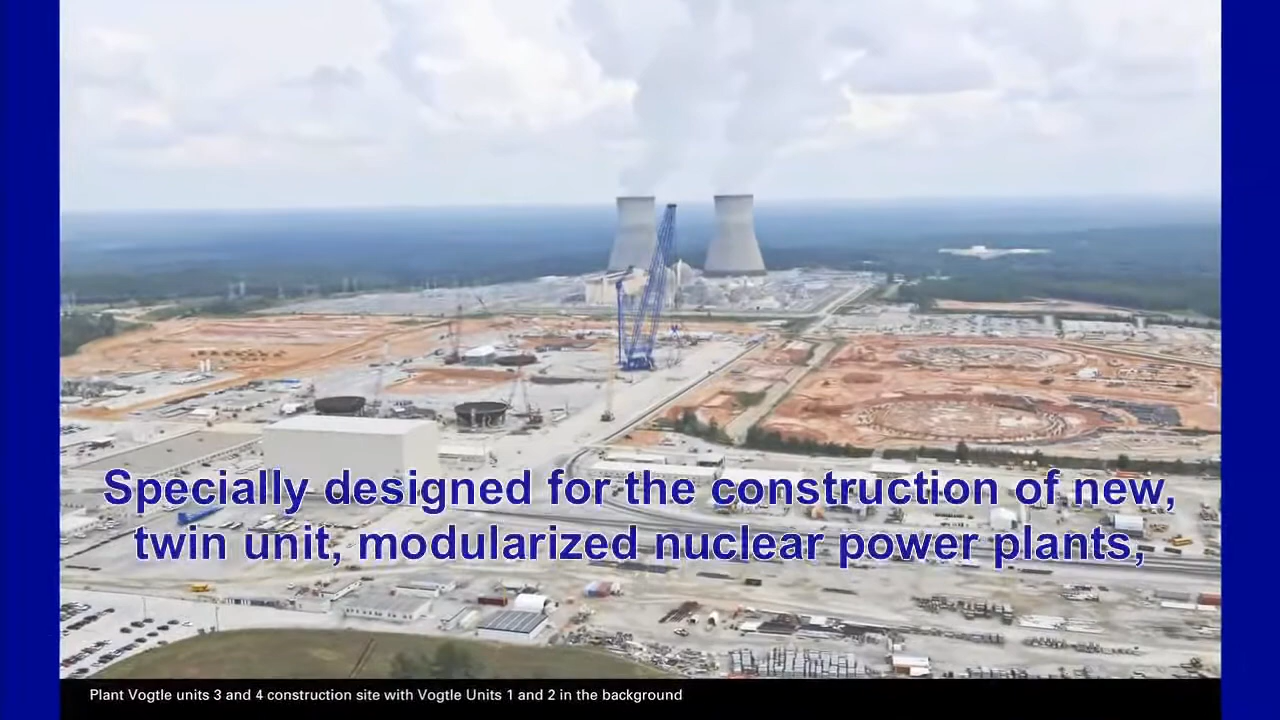 Specially designed for the construction of new,
twin unit, modularized nuclear power plants,
Plant Vogtle units 3 and 4 construction site with Vogtle Units 1 and 2 in the background